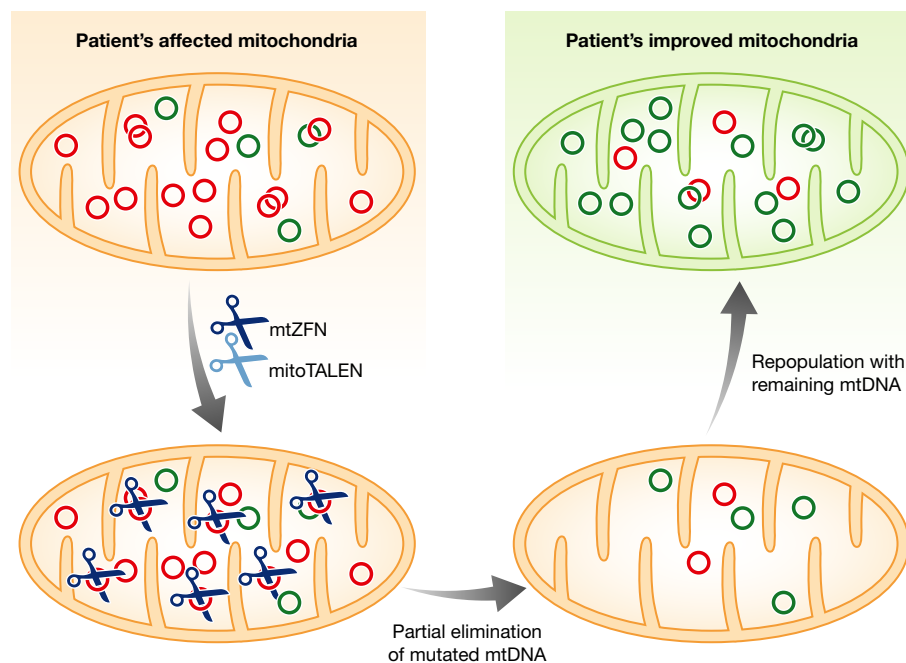 Patient's affected mitochondria
Patient's improved mitochondria
mtZFN
mitoTALEN
Repopulation with
remaining mtDNA
Partial elimination
of mutated mtDNA